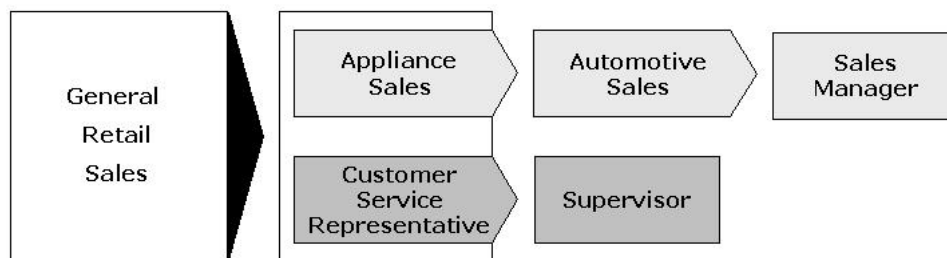 General
Retail
Sales
Appliance
Sales
Automotive
Sales
Sales
Manager
Customer
Service
Representative
Supervisor